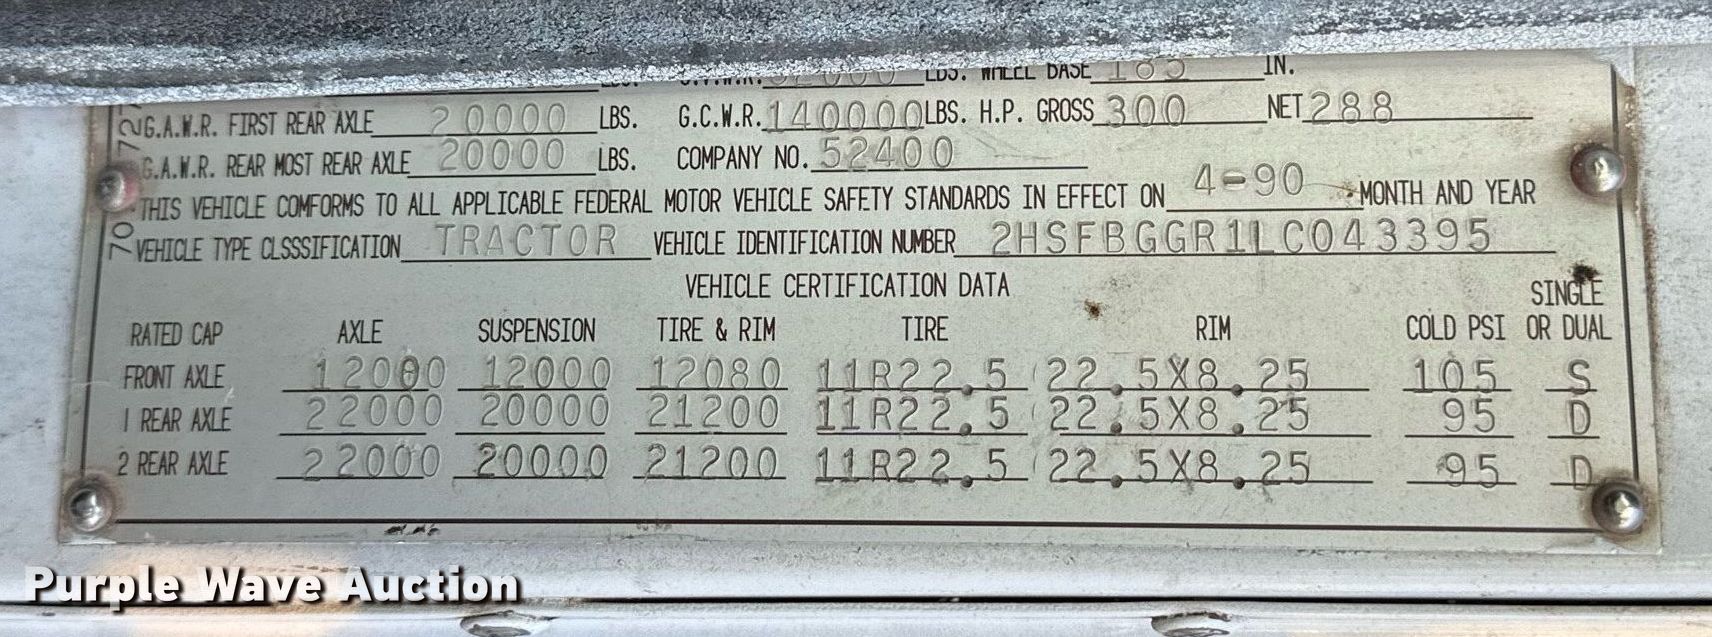 LBS. WHEEL BASE 185 IN.
G.A.W.R. FIRST REAR AXLE 20000 LBS. G.C.W.R. 140000 LBS. H.P. GROSS 300 NET 288
G.A.W.R. REAR MOST REAR AXLE 20000 LBS. COMPANY NO. 52400
THIS VEHICLE COMFORMS TO ALL APPLICABLE FEDERAL MOTOR VEHICLE SAFETY STANDARDS IN EFFECT ON 4-90 MONTH AND YEAR
VEHICLE TYPE CLSSSIFICATION TRACTOR VEHICLE IDENTIFICATION NUMBER 2HSFBGGR1LC043395
VEHICLE CERTIFICATION DATA
RATED CAP AXLE SUSPENSION TIRE & RIM TIRE RIM COLD PSI SINGLE OR DUAL
FRONT AXLE 12000 12000 12080 11R22.5 22.5X8.25 105 S
1 REAR AXLE 22000 20000 21200 11R22.5 22.5X8.25 95 D
2 REAR AXLE 22000 20000 21200 11R22.5 22.5X8.25 95 D
Purple Wave Auction